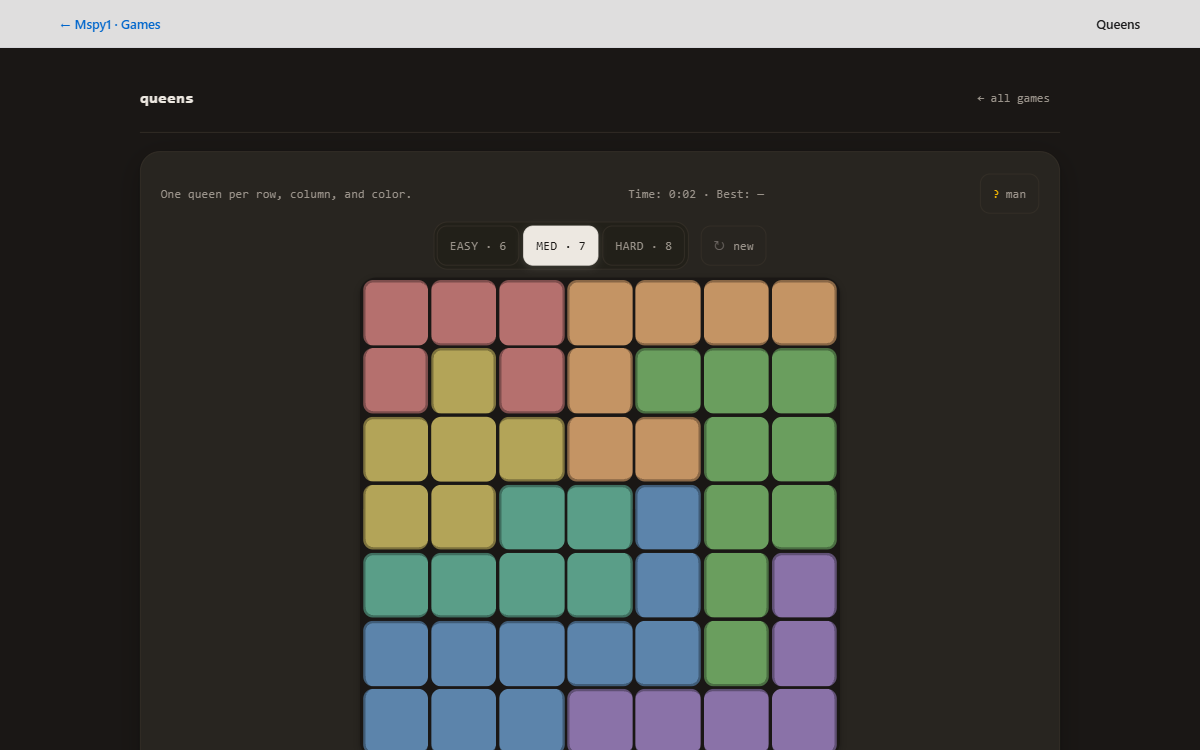 ← Mspy1 · Games
Queens
queens
← all games
One queen per row, column, and color.
Time: 0:02 · Best: —
? man
EASY · 6
MED · 7
HARD · 8
↻ new